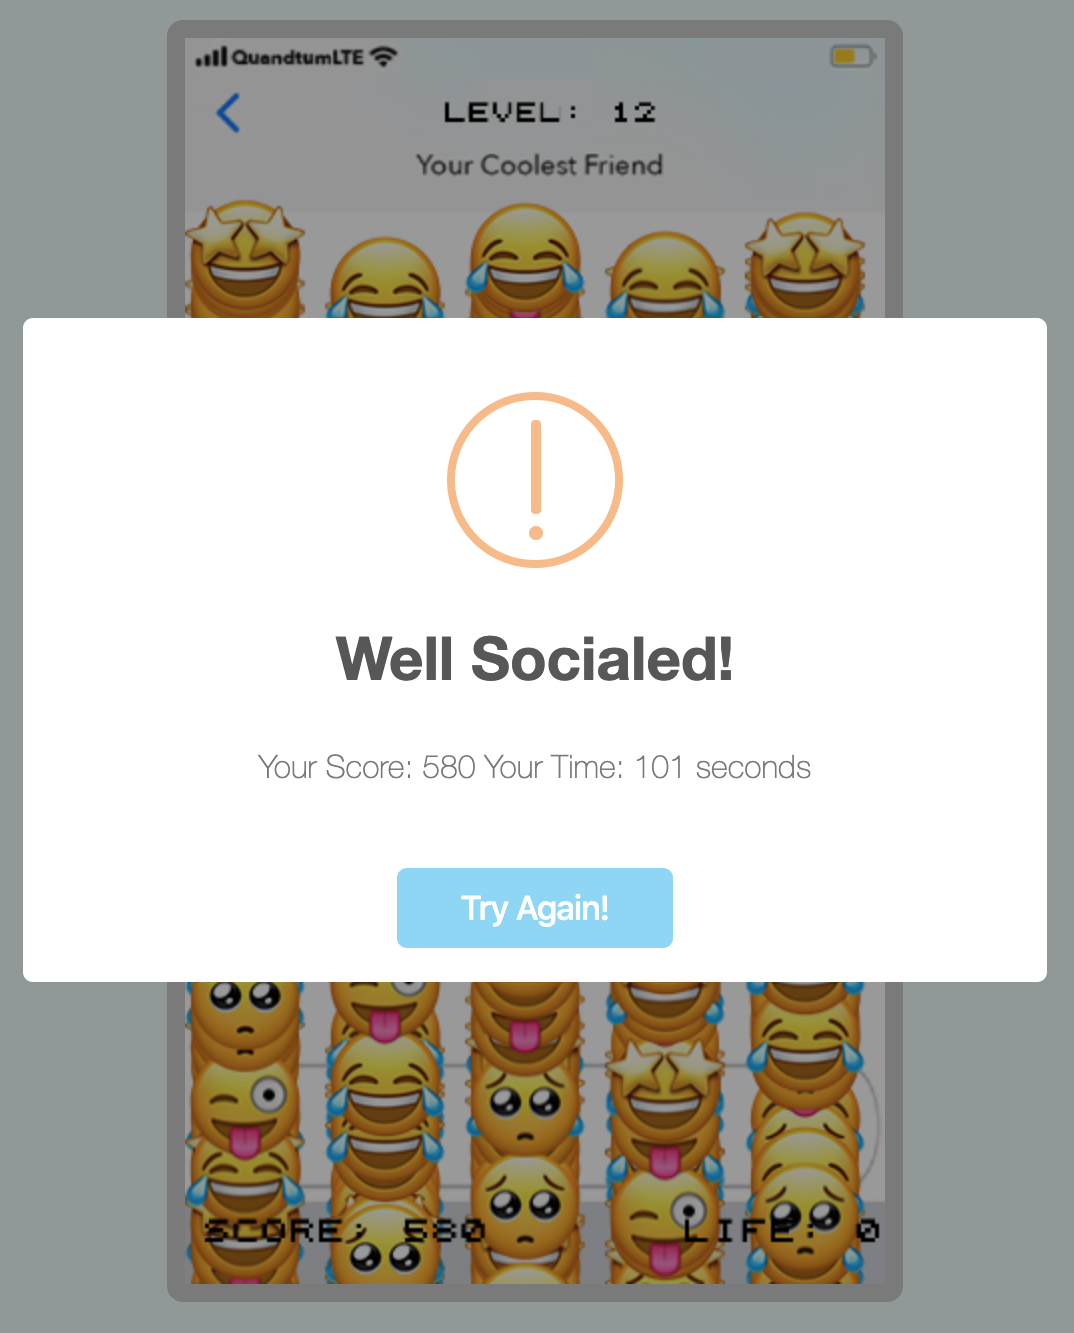 QuandtumLTE
LEVEL: 12
Your Coolest Friend
Well Socialed!
Your Score: 580 Your Time: 101 seconds
Try Again!
SCORE: 580 LIFE: 0